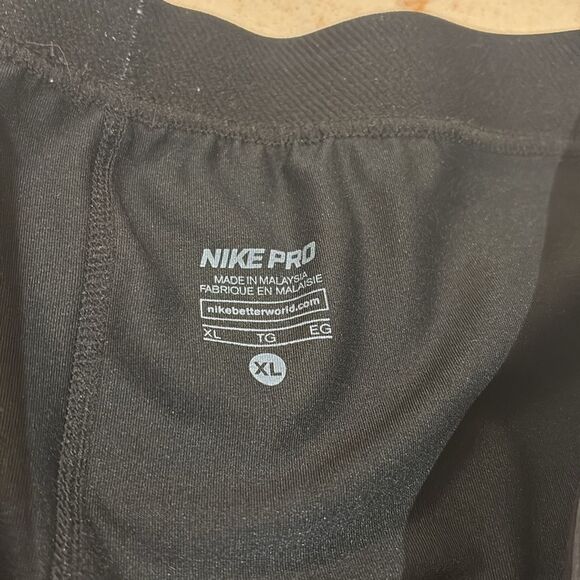 NIKE PRO
MADE IN MALAYSIA
FABRIQUE EN MALAISIE
nikebetterworld.com
XL TG EG
XL